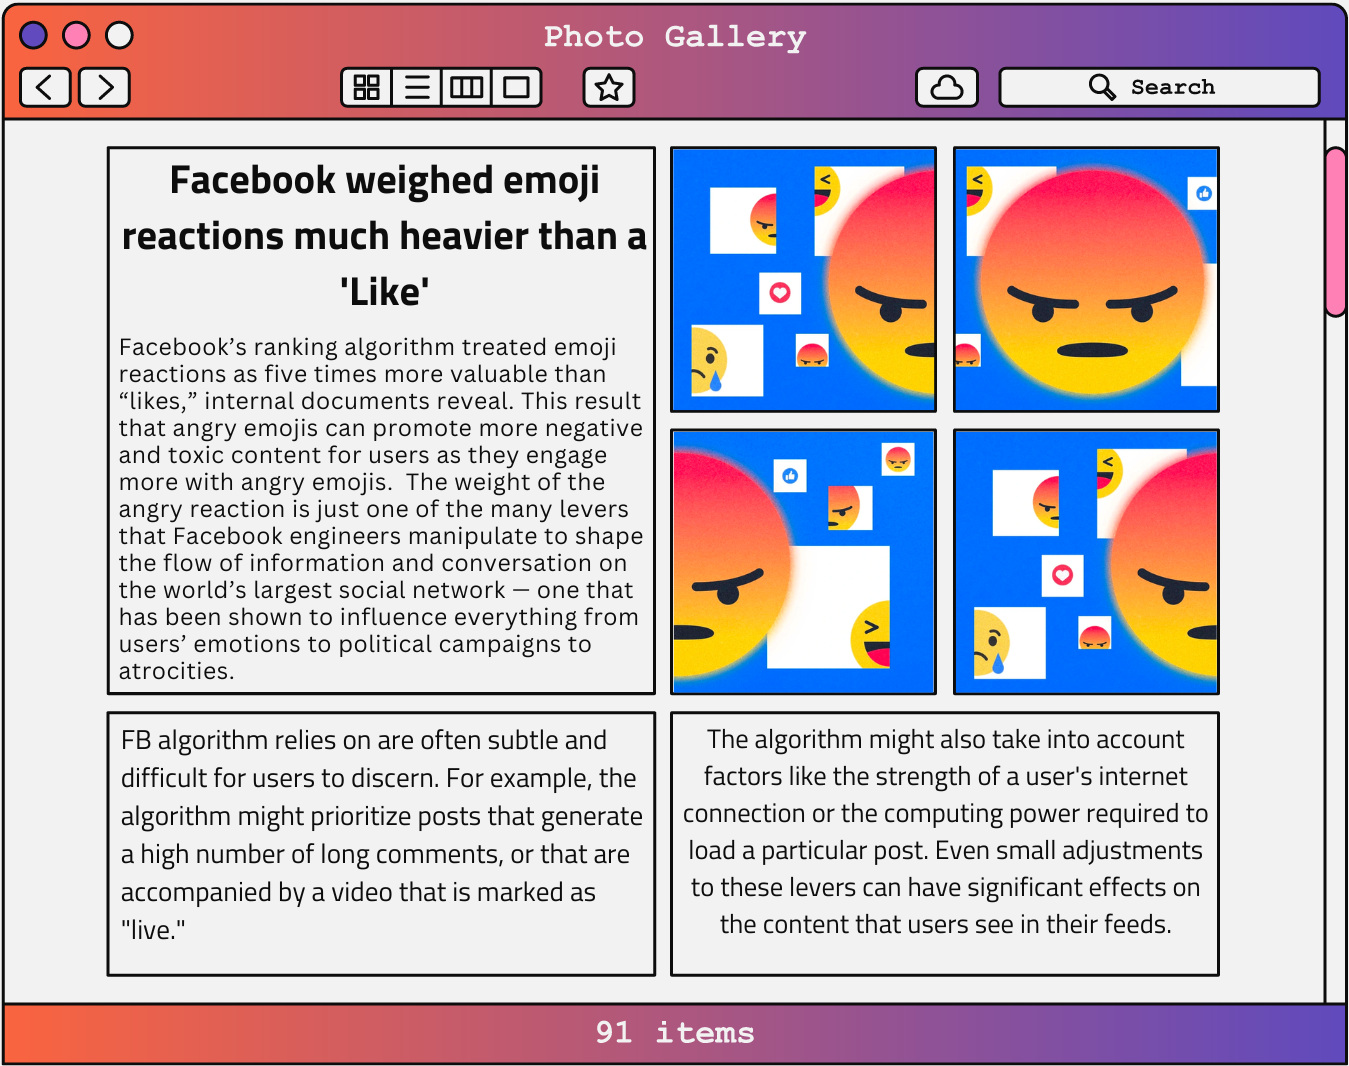 Photo Gallery
Search
Facebook weighed emoji
reactions much heavier than a
'Like'
Facebook’s ranking algorithm treated emoji
reactions as five times more valuable than
“likes,” internal documents reveal. This result
that angry emojis can promote more negative
and toxic content for users as they engage
more with angry emojis.  The weight of the
angry reaction is just one of the many levers
that Facebook engineers manipulate to shape
the flow of information and conversation on
the world’s largest social network — one that
has been shown to influence everything from
users’ emotions to political campaigns to
atrocities.
FB algorithm relies on are often subtle and
difficult for users to discern. For example, the
algorithm might prioritize posts that generate
a high number of long comments, or that are
accompanied by a video that is marked as
"live."
The algorithm might also take into account
factors like the strength of a user's internet
connection or the computing power required to
load a particular post. Even small adjustments
to these levers can have significant effects on
the content that users see in their feeds.
91 items